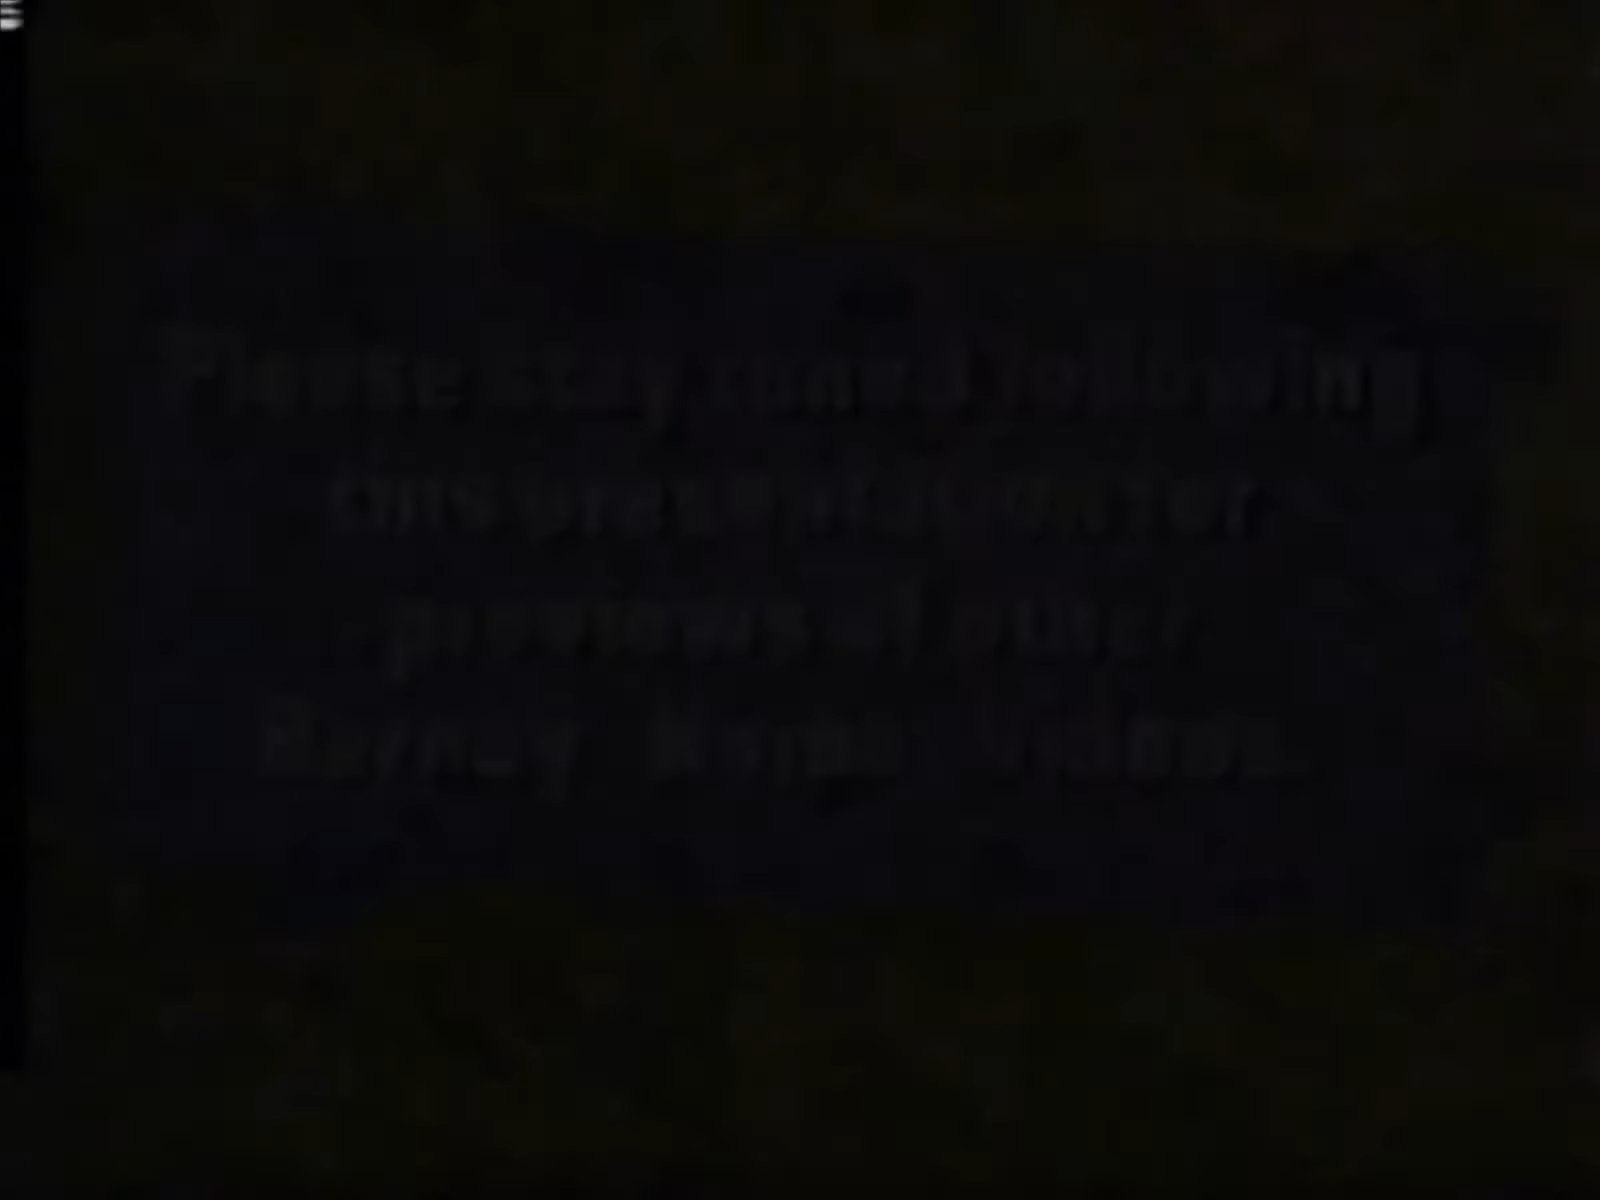 Please stay tuned following
this presentation for
previews of other
Barney Home Videos.